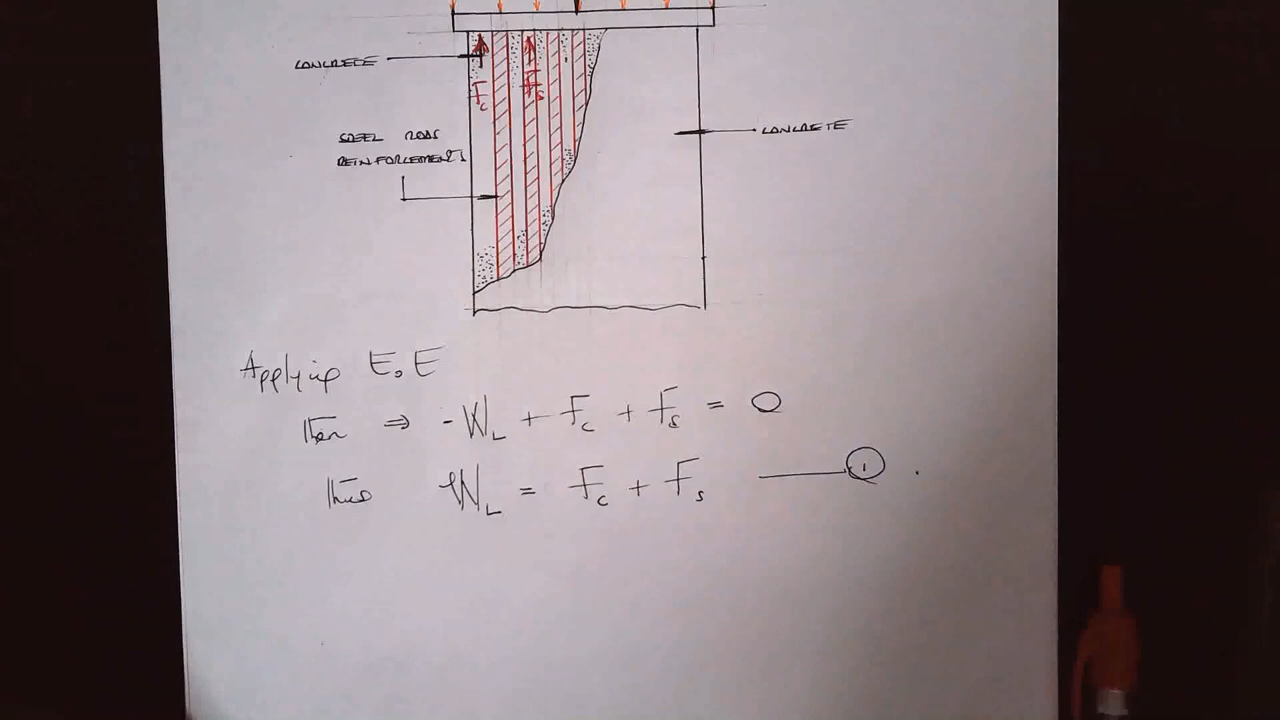 CONCRETE
Fc
Fs
STEEL RODS
REINFORCEMENTS
CONCRETE
Applying E.E
then ⇒ -WL + Fc + Fs = 0
thus WL = Fc + Fs —— 1 .